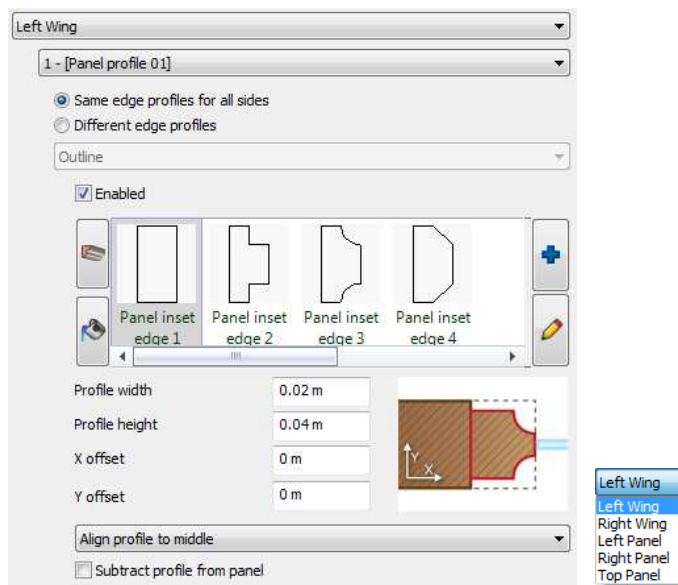 Left Wing
1 - [Panel profile 01]
Same edge profiles for all sides
Different edge profiles
Outline
Enabled
Panel inset edge 1
Panel inset edge 2
Panel inset edge 3
Panel inset edge 4
Profile width 0.02 m
Profile height 0.04 m
X offset 0 m
Y offset 0 m
Y
X
Align profile to middle
Subtract profile from panel
Left Wing
Left Wing
Right Wing
Left Panel
Right Panel
Top Panel